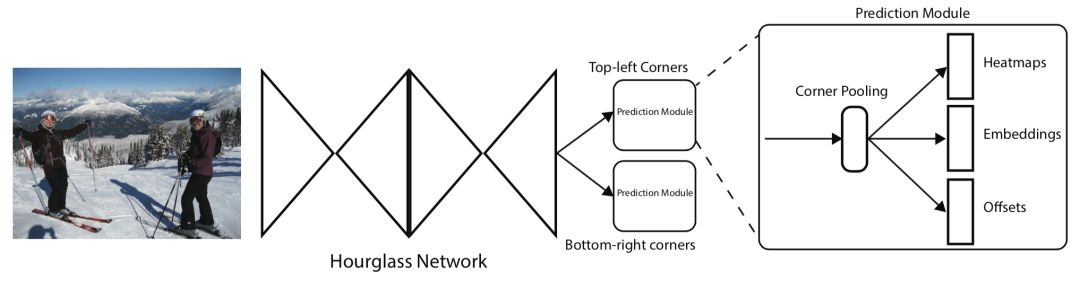 Prediction Module
Top-left Corners
Prediction Module
Prediction Module
Bottom-right corners
Hourglass Network
Corner Pooling
Heatmaps
Embeddings
Offsets